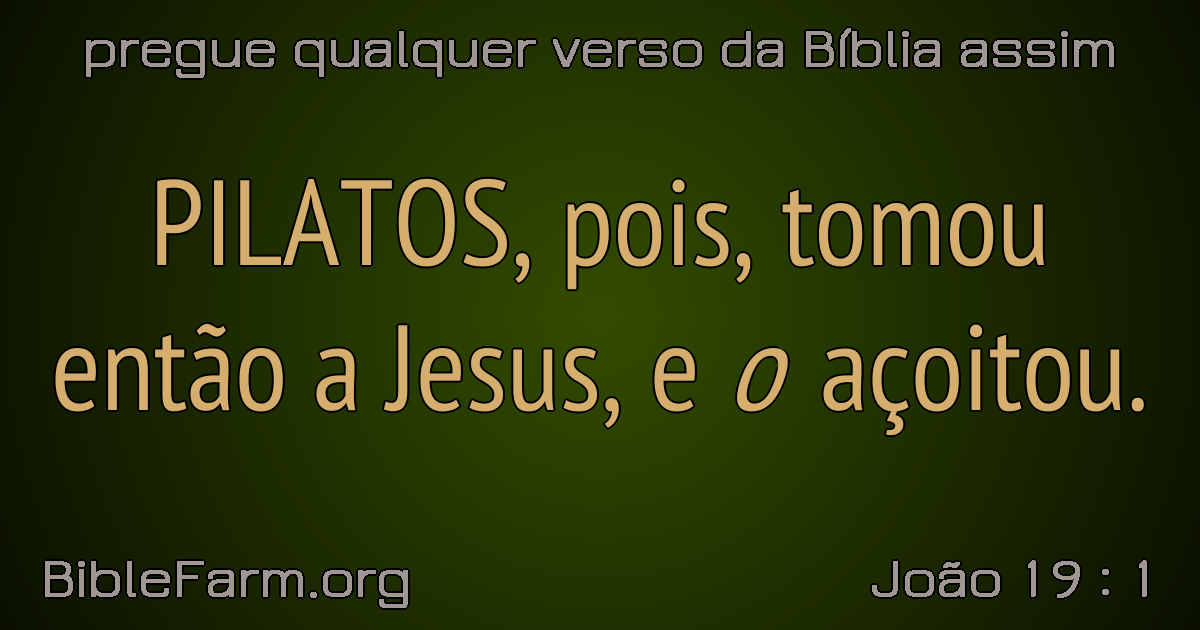 pregue qualquer verso da Bíblia assim
PILATOS, pois, tomou
então a Jesus, e o açoitou.
BibleFarm.org
João 19 : 1